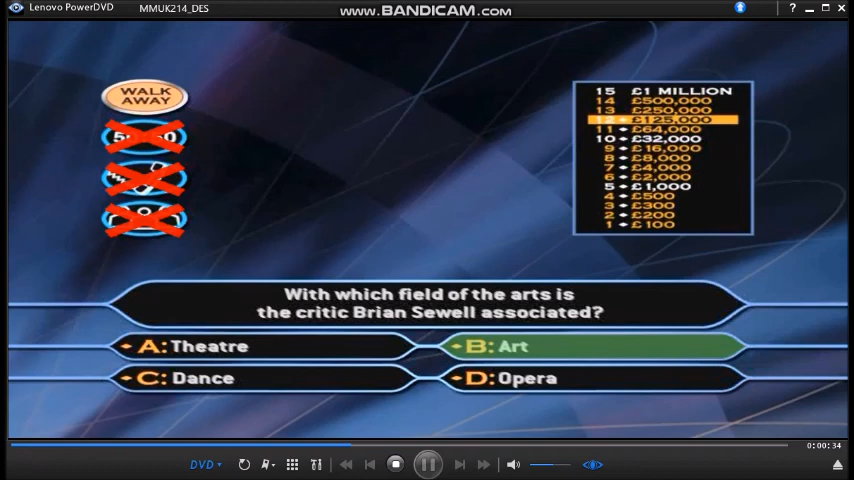 Lenovo PowerDVD
MMUK214_DES
www.BANDICAM.com
?
WALK
AWAY
15 £1 MILLION
14 £500,000
13 £250,000
12 £125,000
11 £64,000
10 £32,000
9 £16,000
8 £8,000
7 £4,000
6 £2,000
5 £1,000
4 £500
3 £300
2 £200
1 £100
With which field of the arts is
the critic Brian Sewell associated?
A: Theatre
B: Art
C: Dance
D: Opera
0:00:34
DVD